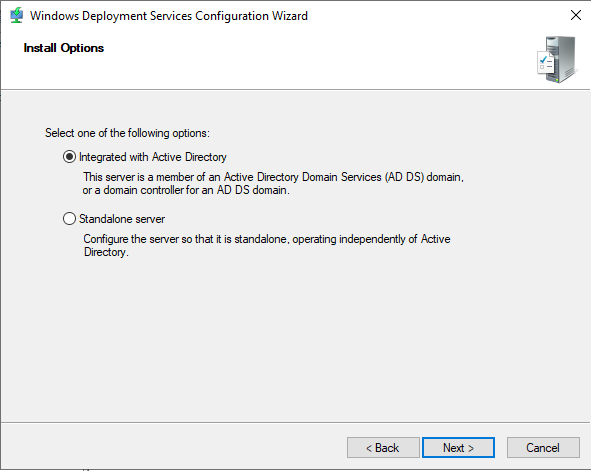 Windows Deployment Services Configuration Wizard
Install Options
Select one of the following options:
Integrated with Active Directory
This server is a member of an Active Directory Domain Services (AD DS) domain,
or a domain controller for an AD DS domain.
Standalone server
Configure the server so that it is standalone, operating independently of Active
Directory.
< Back
Next >
Cancel